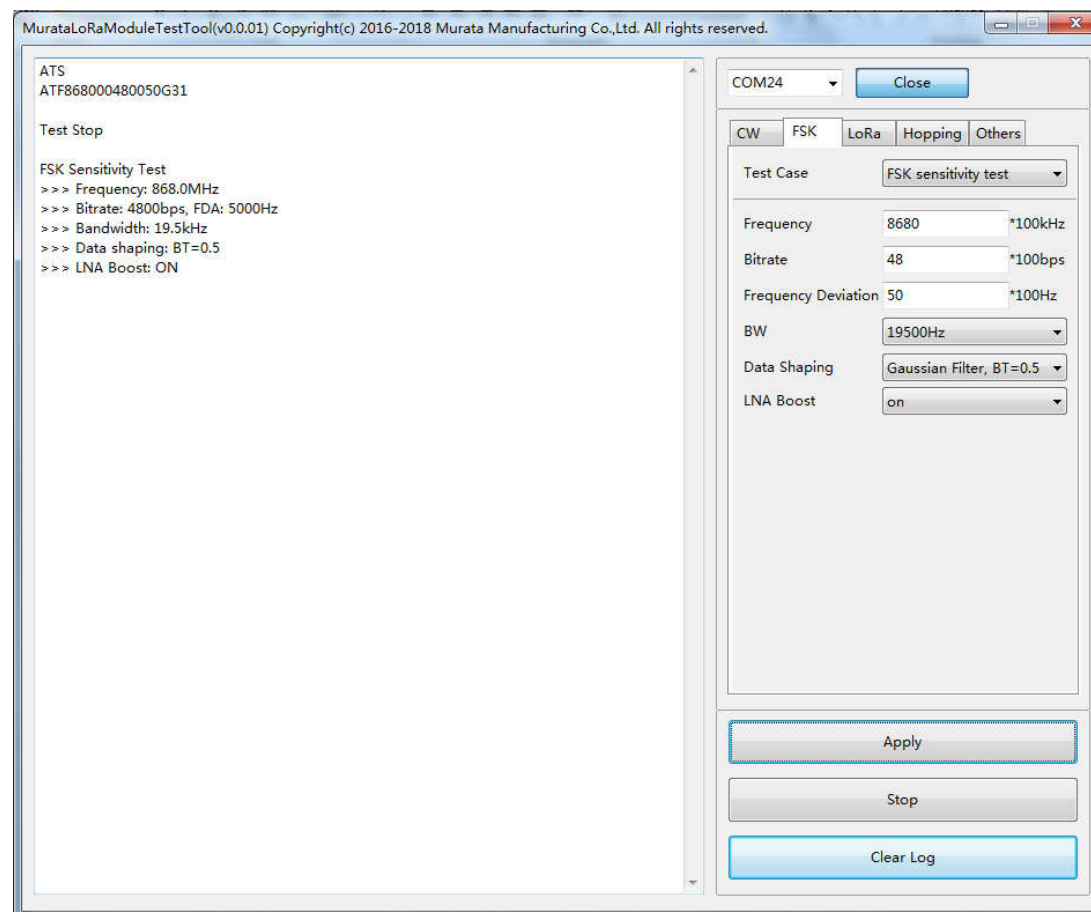 MurataLoRaModuleTestTool(v0.0.01) Copyright(c) 2016-2018 Murata Manufacturing Co.,Ltd. All rights reserved.
ATS
ATF868000480050G31
Test Stop
FSK Sensitivity Test
>>> Frequency: 868.0MHz
>>> Bitrate: 4800bps, FDA: 5000Hz
>>> Bandwidth: 19.5kHz
>>> Data shaping: BT=0.5
>>> LNA Boost: ON
COM24 Close
CW FSK LoRa Hopping Others
Test Case FSK sensitivity test
Frequency 8680 *100kHz
Bitrate 48 *100bps
Frequency Deviation 50 *100Hz
BW 19500Hz
Data Shaping Gaussian Filter, BT=0.5
LNA Boost on
Apply
Stop
Clear Log